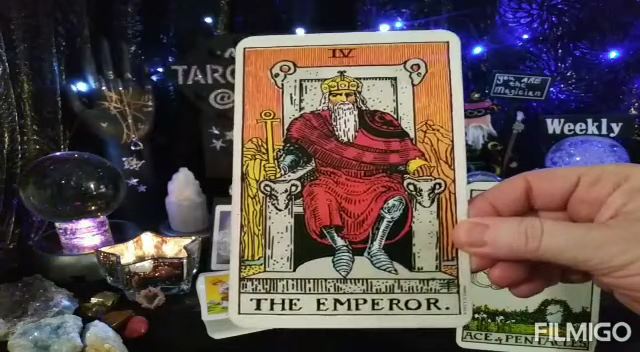 IV
TARO
@
you ARE
the
Magician
Weekly
THE EMPEROR.
ACE of PENTACLES
FILMIGO